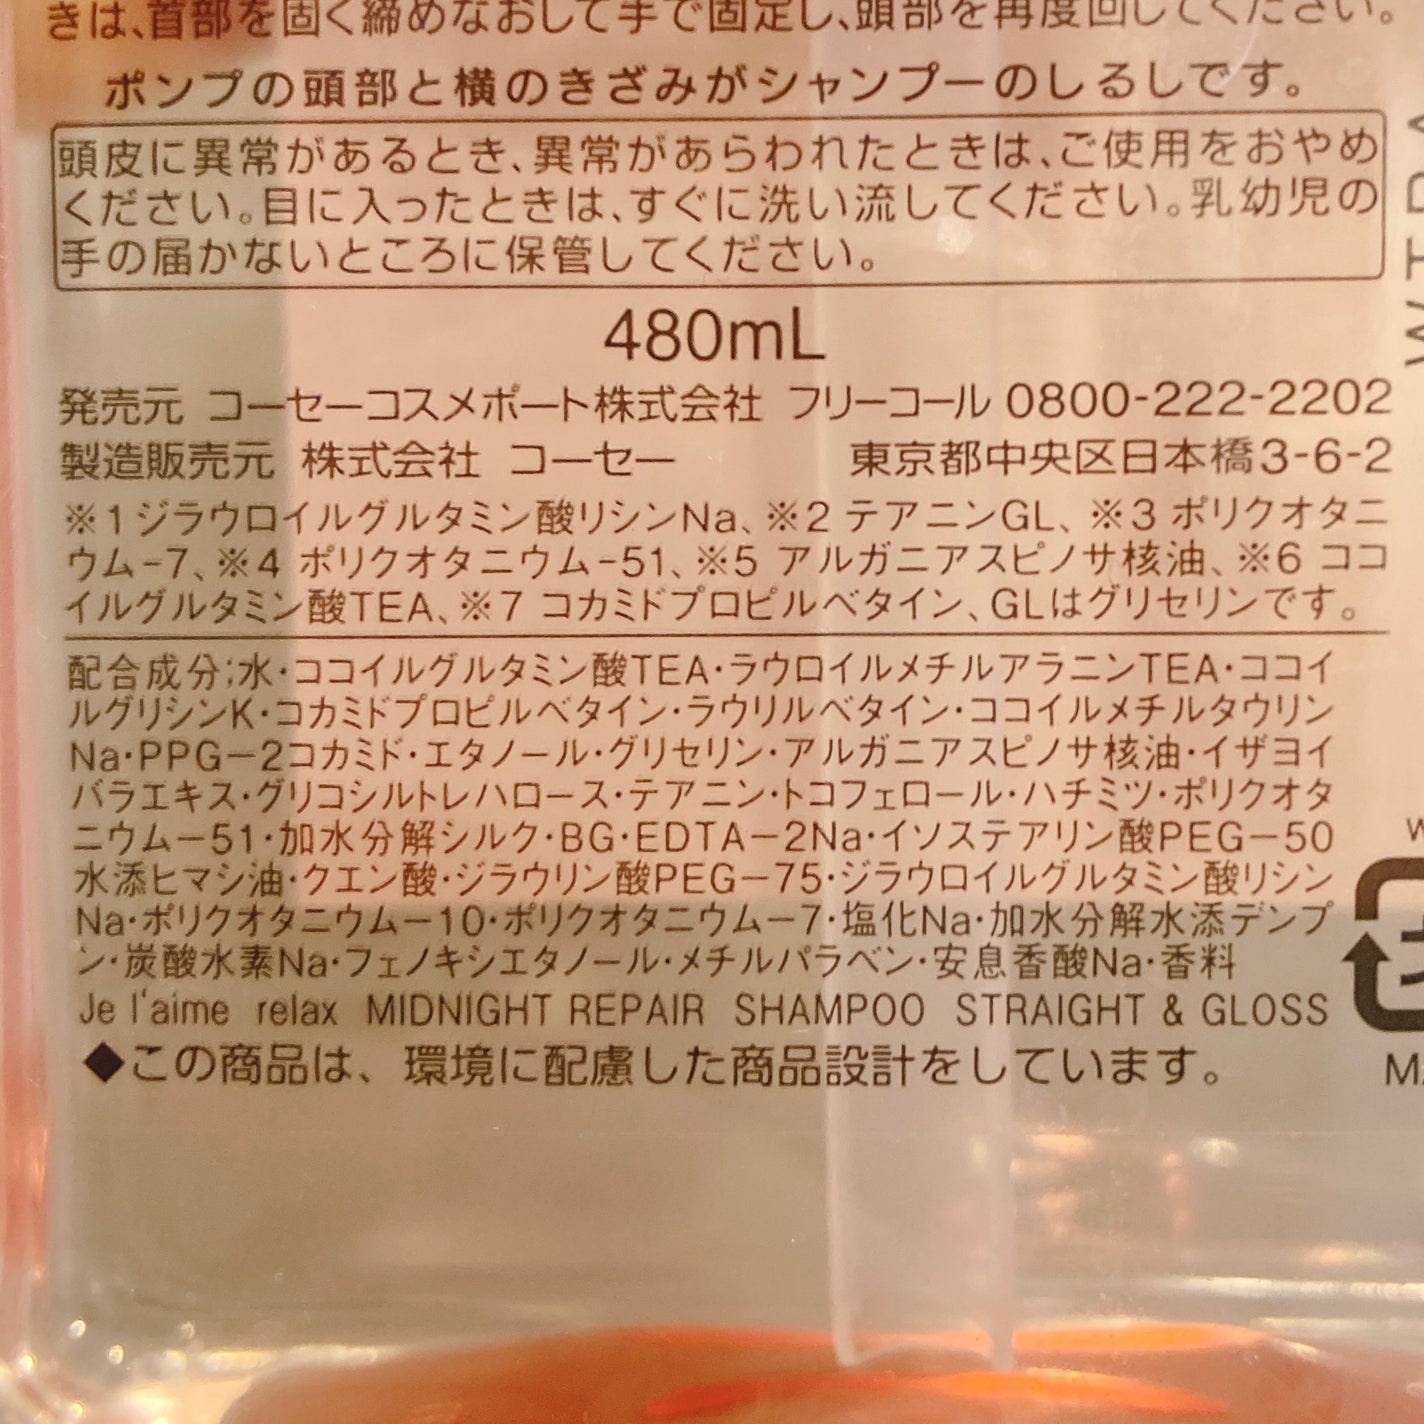 きは、首部を固く締めなおして手で固定し、頭部を再度回してください。
ポンプの頭部と横のきざみがシャンプーのしるしです。
頭皮に異常があるとき、異常があらわれたときは、ご使用をおやめ
ください。目に入ったときは、すぐに洗い流してください。乳幼児の
手の届かないところに保管してください。
480mL
発売元 コーセーコスメポート株式会社 フリーコール 0800-222-2202
製造販売元 株式会社 コーセー 東京都中央区日本橋3-6-2
※1 ジラウロイルグルタミン酸リシンNa、※2 テアニンGL、※3 ポリクオタニ
ウム-7、※4 ポリクオタニウム-51、※5 アルガニアスピノサ核油、※6 ココ
イルグルタミン酸TEA、※7 コカミドプロピルベタイン、GLはグリセリンです。
配合成分;水・ココイルグルタミン酸TEA・ラウロイルメチルアラニンTEA・ココイ
ルグリシンK・コカミドプロピルベタイン・ラウリルベタイン・ココイルメチルタウリン
Na・PPG－2コカミド・エタノール・グリセリン・アルガニアスピノサ核油・イザヨイ
バラエキス・グリコシルトレハロース・テアニン・トコフェロール・ハチミツ・ポリクオタ
ニウム－51・加水分解シルク・BG・EDTA－2Na・イソステアリン酸PEG－50
水添ヒマシ油・クエン酸・ジラウリン酸PEG－75・ジラウロイルグルタミン酸リシン
Na・ポリクオタニウム－10・ポリクオタニウム－7・塩化Na・加水分解水添デンプ
ン・炭酸水素Na・フェノキシエタノール・メチルパラベン・安息香酸Na・香料
Je l'aime relax MIDNIGHT REPAIR SHAMPOO STRAIGHT & GLOSS
◆この商品は、環境に配慮した商品設計をしています。